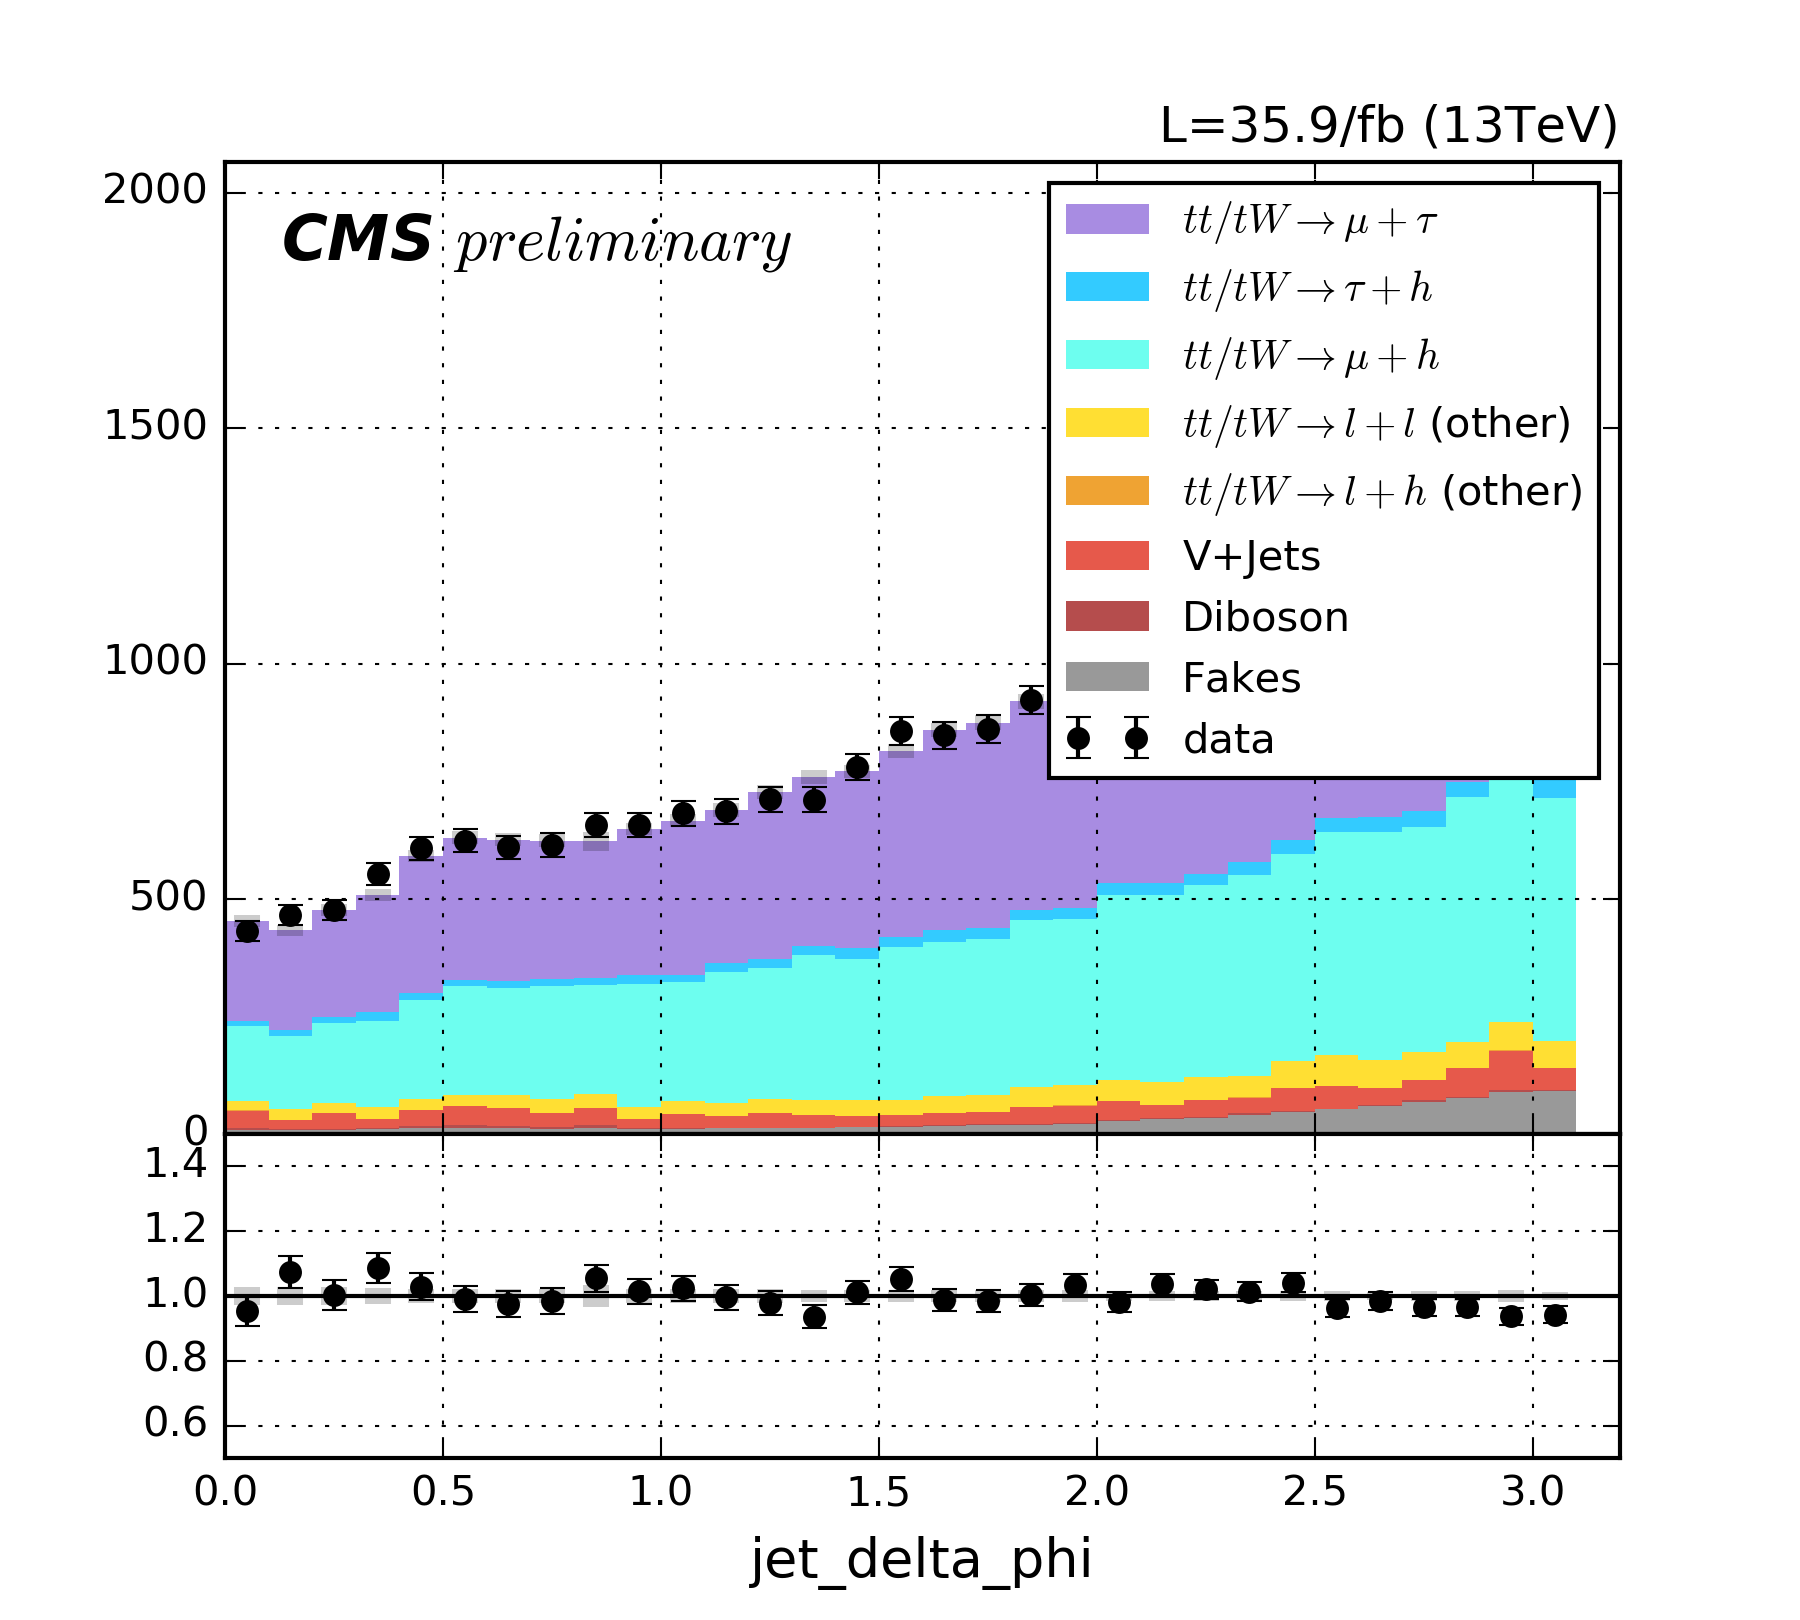 L=35.9/fb (13TeV)
2000
1500
1000
500
0
CMS preliminary
tt/tW→μ+τ
tt/tW→τ+h
tt/tW→μ+h
tt/tW→l+l (other)
tt/tW→l+h (other)
V+Jets
Diboson
Fakes
data
1.4
1.2
1.0
0.8
0.6
0.0 0.5 1.0 1.5 2.0 2.5 3.0
jet_delta_phi